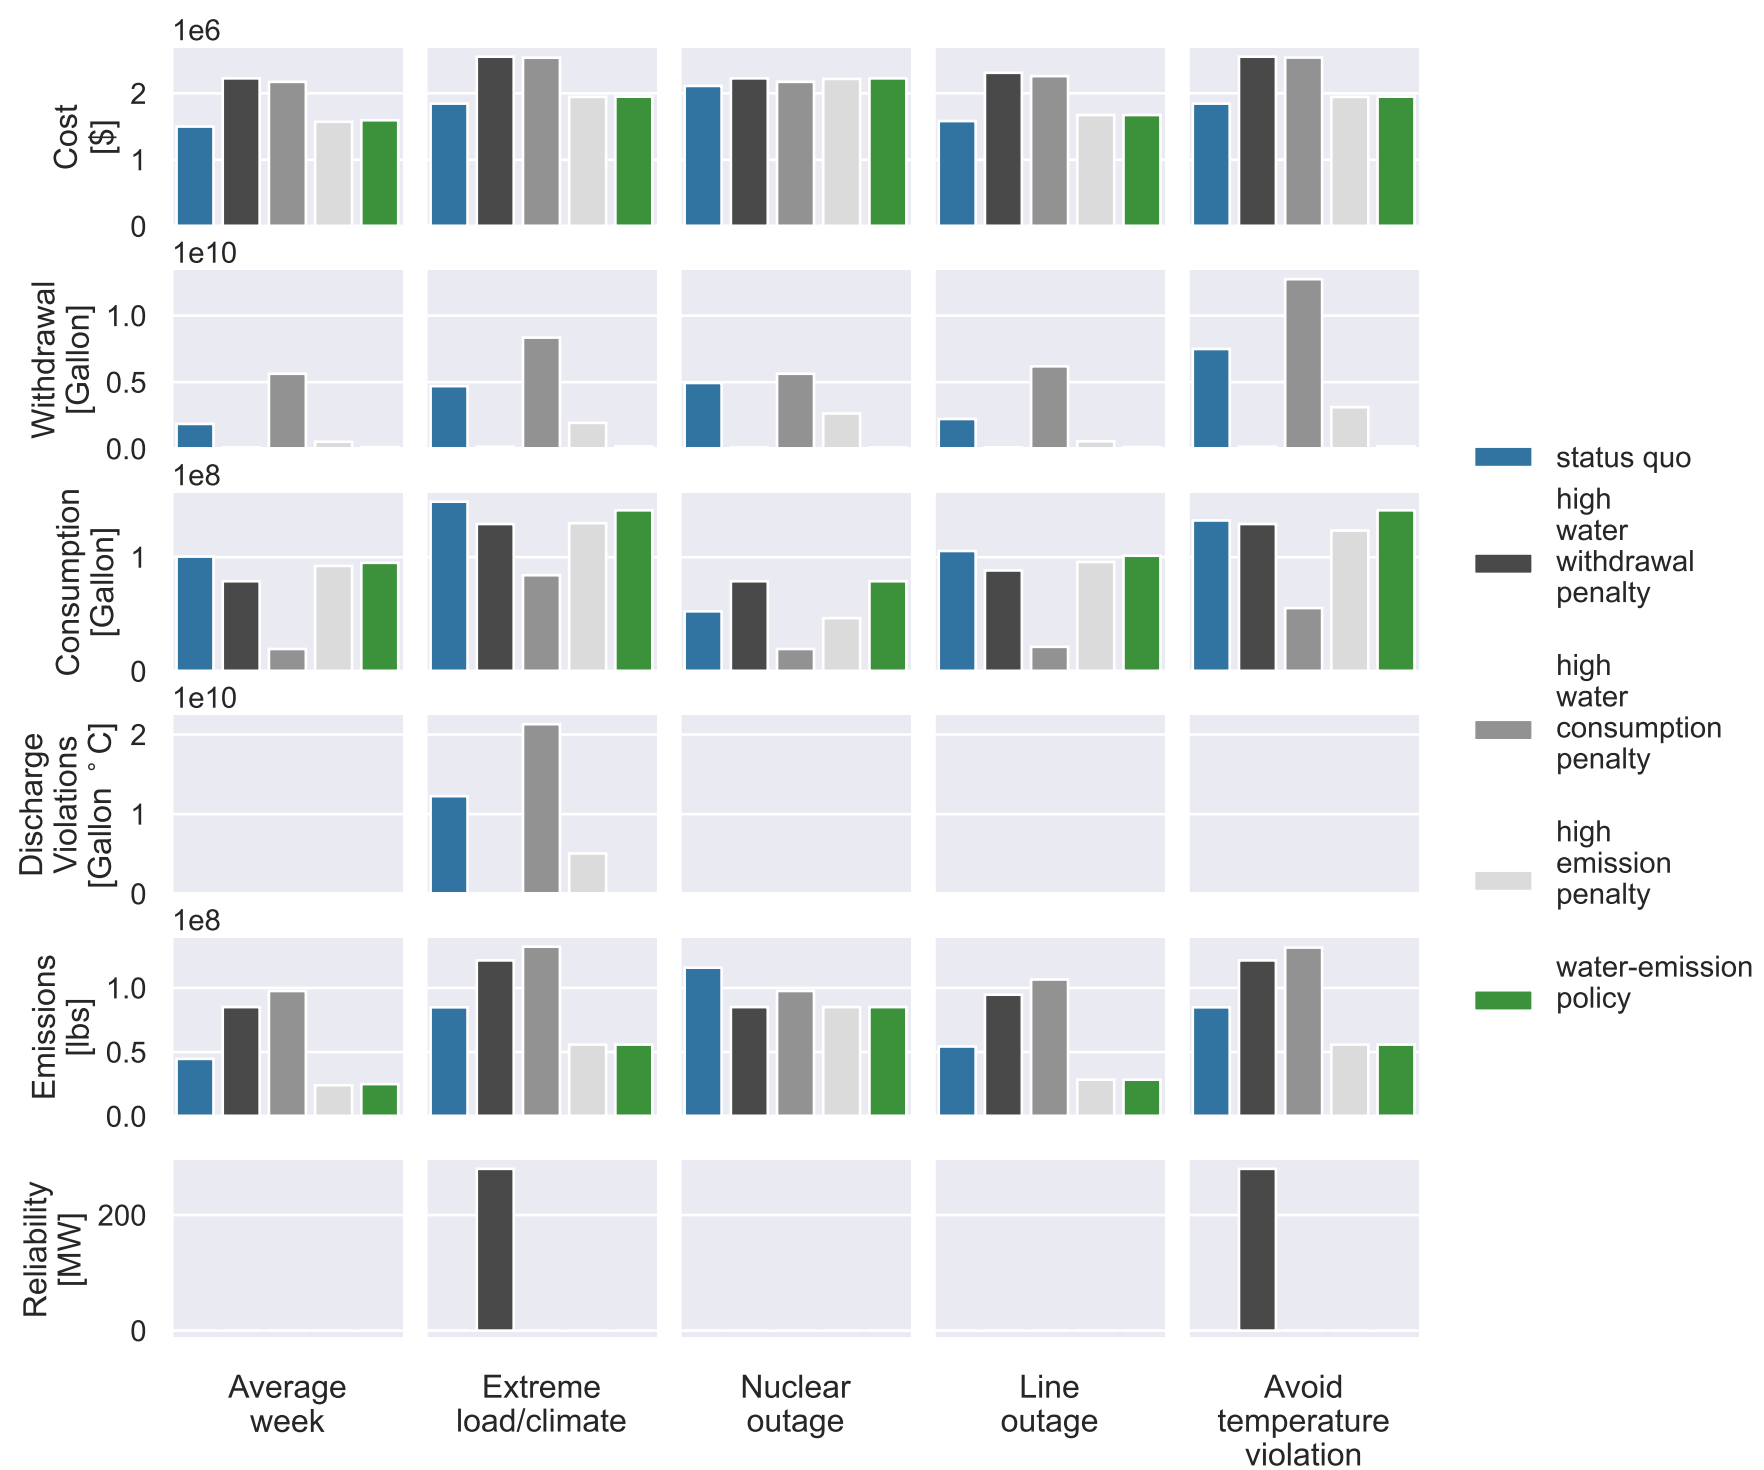 1e6
Cost
[$]
2
1
0
1e10
Withdrawal
[Gallon]
1.0
0.5
0.0
1e8
Consumption
[Gallon]
1
0
1e10
Discharge
Violations
[Gallon °C]
2
1
0
1e8
Emissions
[lbs]
1.0
0.5
0.0
Reliability
[MW]
200
0
Average
week
Extreme
load/climate
Nuclear
outage
Line
outage
Avoid
temperature
violation
status quo
high
water
withdrawal
penalty
high
water
consumption
penalty
high
emission
penalty
water-emission
policy